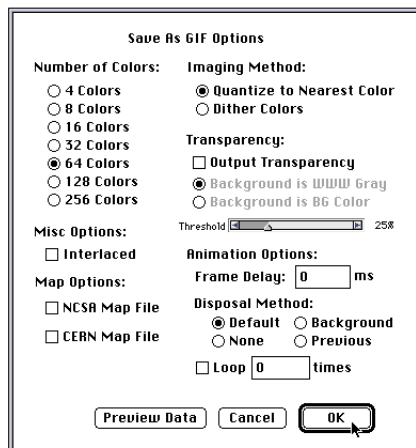 Save As GIF Options
Number of Colors:
4 Colors
8 Colors
16 Colors
32 Colors
64 Colors
128 Colors
256 Colors
Misc Options:
Interlaced
Map Options:
NCSA Map File
CERN Map File
Imaging Method:
Quantize to Nearest Color
Dither Colors
Transparency:
Output Transparency
Background is WWW Gray
Background is BG Color
Threshold 25%
Animation Options:
Frame Delay: 0 ms
Disposal Method:
Default Background
None Previous
Loop 0 times
Preview Data Cancel OK